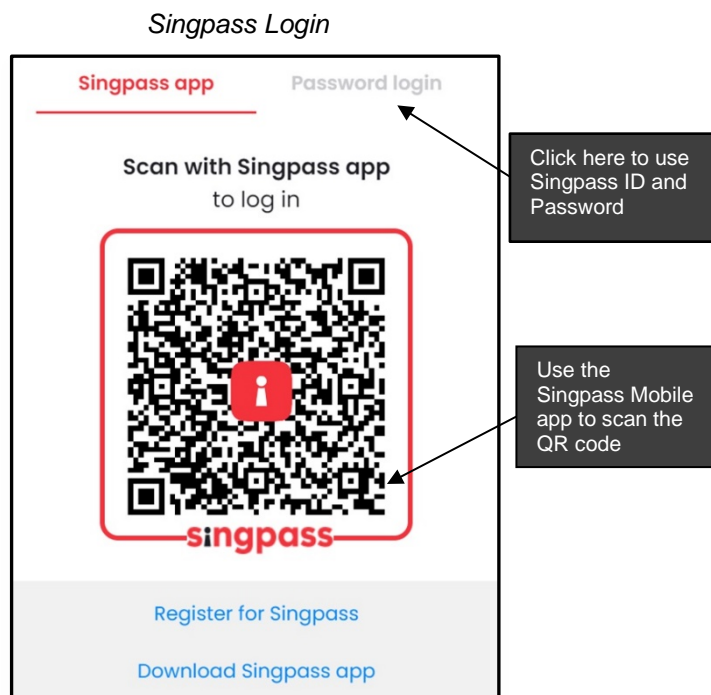 Singpass Login
Singpass app
Password login
Click here to use
Singpass ID and
Password
Scan with Singpass app
to log in
Use the
Singpass Mobile
app to scan the
QR code
singpass
Register for Singpass
Download Singpass app